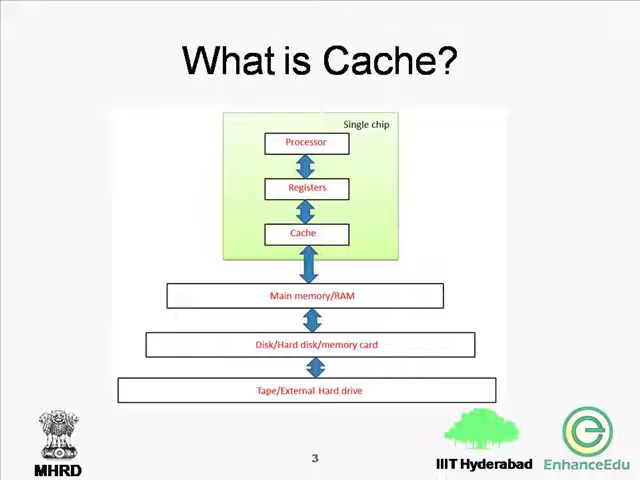 What is Cache?
Single chip
Processor
Registers
Cache
Main memory/RAM
Disk/Hard disk/memory card
Tape/External Hard drive
MHRD
3
IIIT Hyderabad
EnhanceEdu